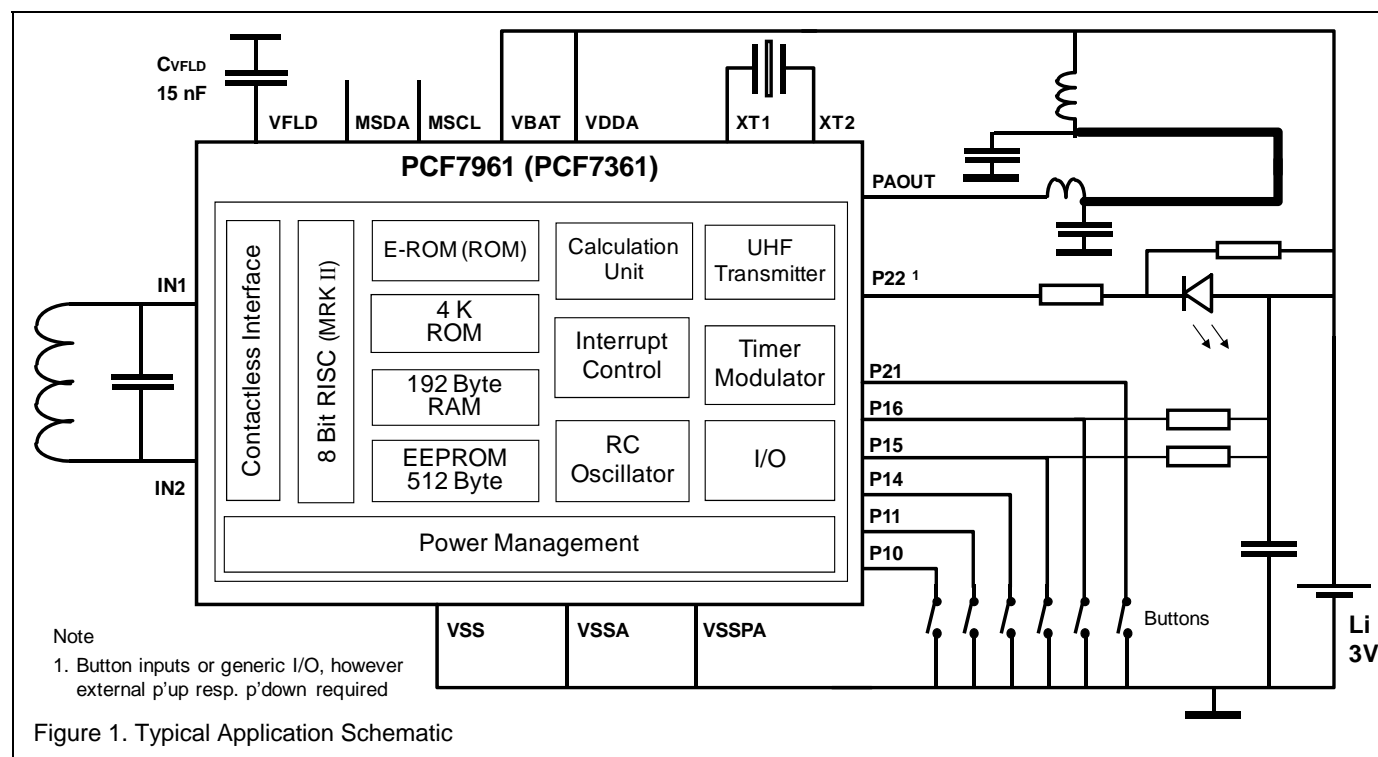 CVFLD
15 nF
VFLD
MSDA
MSCL
VBAT
VDDA
XT1
XT2
PCF7961 (PCF7361)
PAOUT
Contactless Interface
8 Bit RISC (MRK II)
E-ROM (ROM)
Calculation
Unit
UHF
Transmitter
IN1
P22 1
4 K
ROM
Interrupt
Control
Timer
Modulator
192 Byte
RAM
P21
P16
P15
P14
P11
P10
EEPROM
512 Byte
RC
Oscillator
I/O
IN2
Power Management
VSS
VSSA
VSSPA
Buttons
Li
3V
Note
1. Button inputs or generic I/O, however
external p'up resp. p'down required
Figure 1. Typical Application Schematic